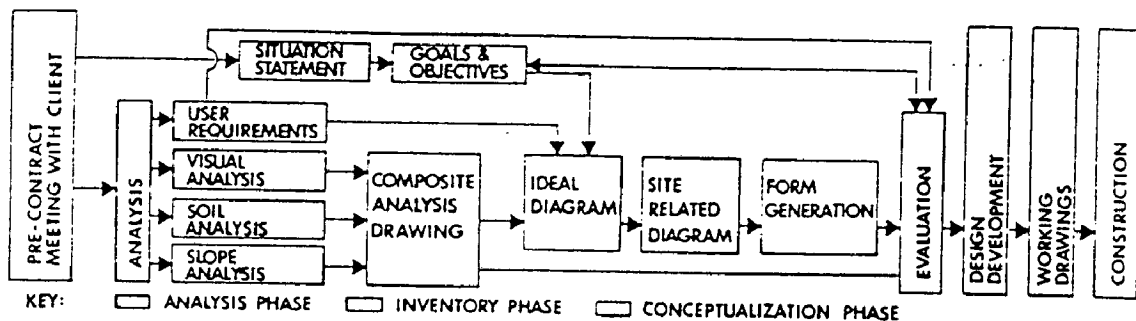 PRE-CONTRACT
MEETING WITH CLIENT
ANALYSIS
SITUATION
STATEMENT
GOALS &
OBJECTIVES
USER
REQUIREMENTS
VISUAL
ANALYSIS
SOIL
ANALYSIS
SLOPE
ANALYSIS
COMPOSITE
ANALYSIS
DRAWING
IDEAL
DIAGRAM
SITE
RELATED
DIAGRAM
FORM
GENERATION
EVALUATION
DESIGN
DEVELOPMENT
WORKING
DRAWINGS
CONSTRUCTION
KEY: ANALYSIS PHASE INVENTORY PHASE CONCEPTUALIZATION PHASE